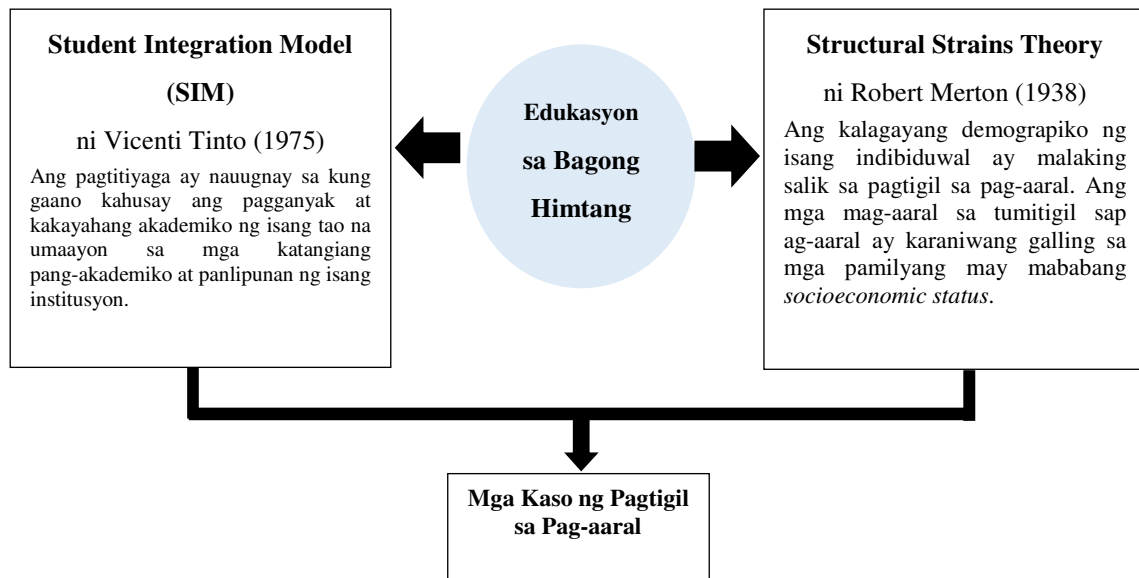 Student Integration Model
(SIM)
ni Vicenti Tinto (1975)
Ang pagtitiyaga ay nauugnay sa kung
gaano kahusay ang pagganyak at
kakayahang akademiko ng isang tao na
umaayon sa mga katangiang
pang-akademiko at panlipunan ng isang
institusyon.
Edukasyon
sa Bagong
Himtang
Structural Strains Theory
ni Robert Merton (1938)
Ang kalagayang demograpiko ng
isang indibiduwal ay malaking
salik sa pagtigil sa pag-aaral. Ang
mga mag-aaral sa tumitigil sap
ag-aaral ay karaniwang galling sa
mga pamilyang may mababang
socioeconomic status.
Mga Kaso ng Pagtigil
sa Pag-aaral